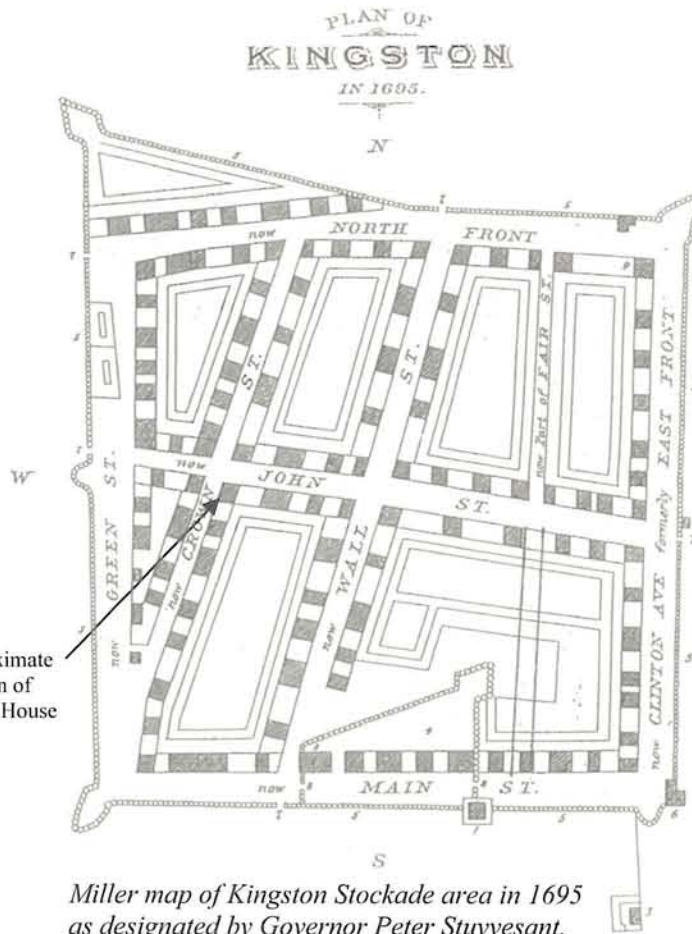 PLAN OF
KINGSTON
IN 1695.
N
now NORTH FRONT
ST.
ST.
now Part of FAIR ST.
now CLINTON AVE formerly EAST FRONT
W
now GREEN ST.
now JOHN ST.
now CROWN
now WALL
now MAIN ST.
S
ximate
n of
House
Miller map of Kingston Stockade area in 1695
as designated by Governor Peter Stuyvesant.